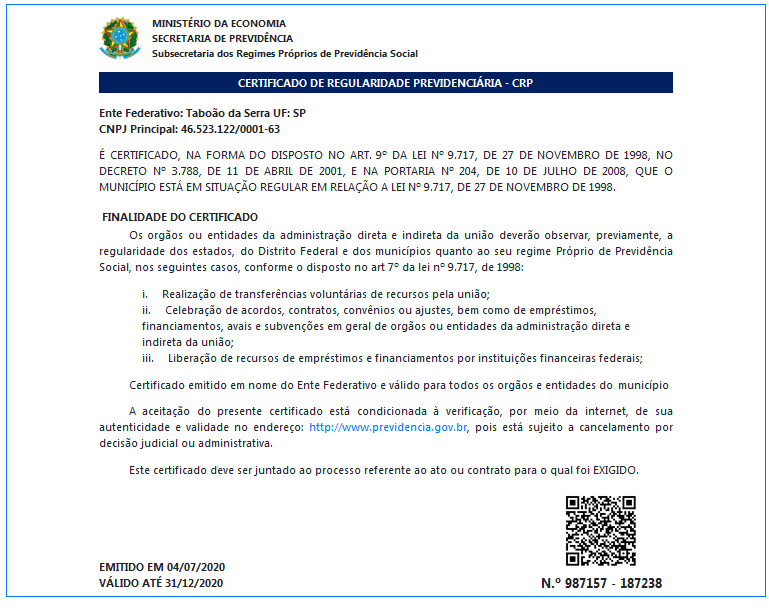 MINISTÉRIO DA ECONOMIA
SECRETARIA DE PREVIDÊNCIA
Subsecretaria dos Regimes Próprios de Previdência Social
CERTIFICADO DE REGULARIDADE PREVIDENCIÁRIA - CRP
Ente Federativo: Taboão da Serra UF: SP
CNPJ Principal: 46.523.122/0001-63
É CERTIFICADO, NA FORMA DO DISPOSTO NO ART. 9º DA LEI Nº 9.717, DE 27 DE NOVEMBRO DE 1998, NO
DECRETO Nº 3.788, DE 11 DE ABRIL DE 2001, E NA PORTARIA Nº 204, DE 10 DE JULHO DE 2008, QUE O
MUNICÍPIO ESTÁ EM SITUAÇÃO REGULAR EM RELAÇÃO A LEI Nº 9.717, DE 27 DE NOVEMBRO DE 1998.
FINALIDADE DO CERTIFICADO
Os orgãos ou entidades da administração direta e indireta da união deverão observar, previamente, a
regularidade dos estados, do Distrito Federal e dos municípios quanto ao seu regime Próprio de Previdência
Social, nos seguintes casos, conforme o disposto no art 7º da lei nº 9.717, de 1998:
i. Realização de transferências voluntárias de recursos pela união;
ii. Celebração de acordos, contratos, convênios ou ajustes, bem como de empréstimos,
financiamentos, avais e subvenções em geral de orgãos ou entidades da administração direta e
indireta da união;
iii. Liberação de recursos de empréstimos e financiamentos por instituições financeiras federais;
Certificado emitido em nome do Ente Federativo e válido para todos os orgãos e entidades do município
A aceitação do presente certificado está condicionada à verificação, por meio da internet, de sua
autenticidade e validade no endereço: http://www.previdencia.gov.br, pois está sujeito a cancelamento por
decisão judicial ou administrativa.
Este certificado deve ser juntado ao processo referente ao ato ou contrato para o qual foi EXIGIDO.
EMITIDO EM 04/07/2020
VÁLIDO ATÉ 31/12/2020
N.º 987157 - 187238